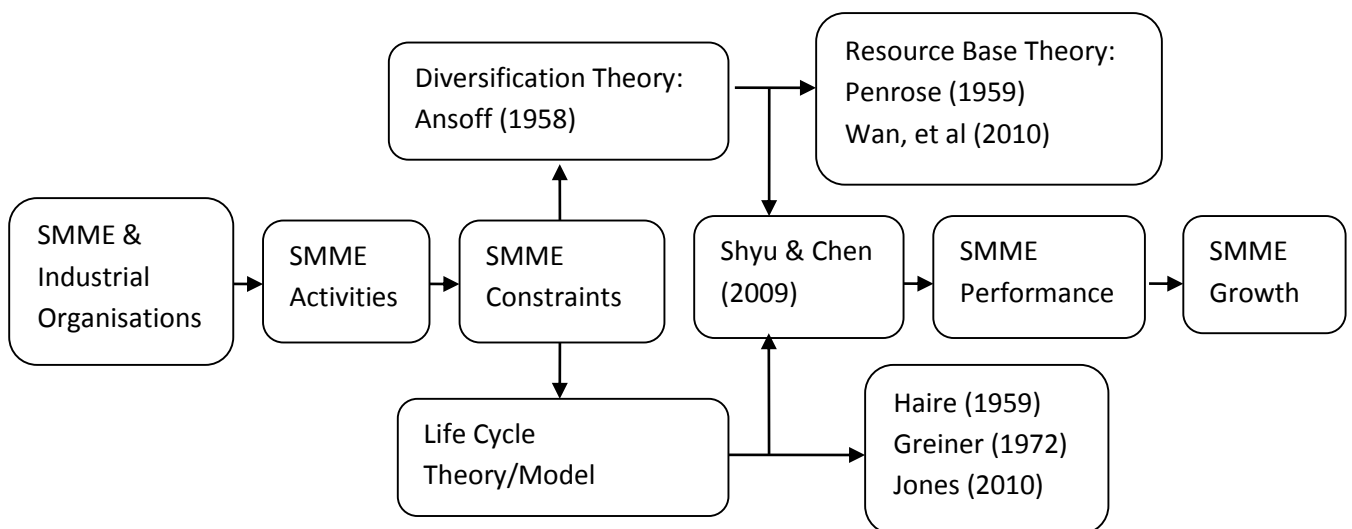 Diversification Theory:
Ansoff (1958)
Resource Base Theory:
Penrose (1959)
Wan, et al (2010)
SMME &
Industrial
Organisations
SMME
Activities
SMME
Constraints
Shyu & Chen
(2009)
SMME
Performance
SMME
Growth
Life Cycle
Theory/Model
Haire (1959)
Greiner (1972)
Jones (2010)